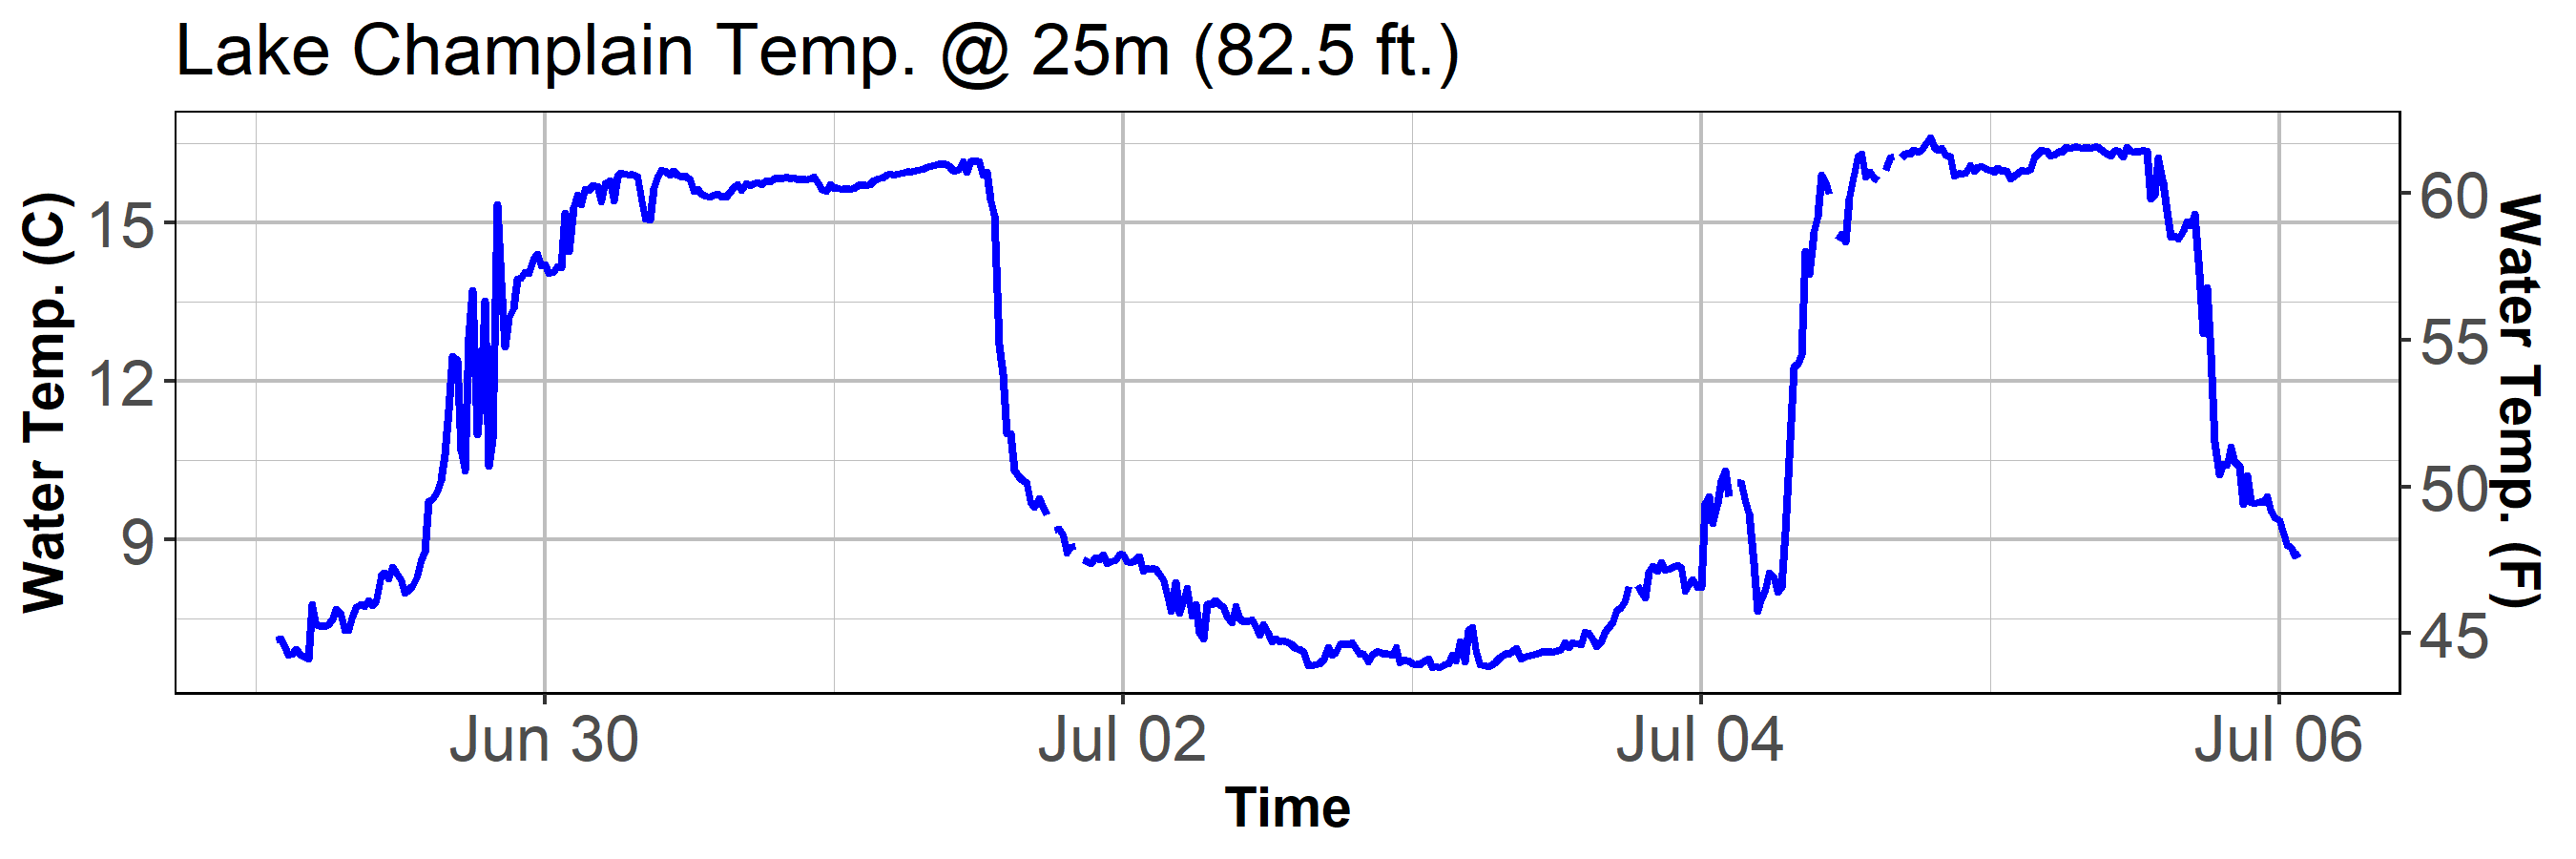 Lake Champlain Temp. @ 25m (82.5 ft.)
Water Temp. (C)
15
12
9
60
55
50
45
Water Temp. (F)
Jun 30
Jul 02
Jul 04
Jul 06
Time